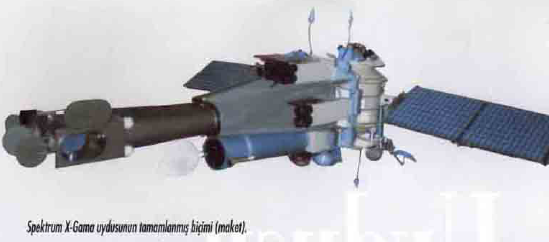 Spektrum X-Gama uydusunun tamamlanmış biçimi (maket).